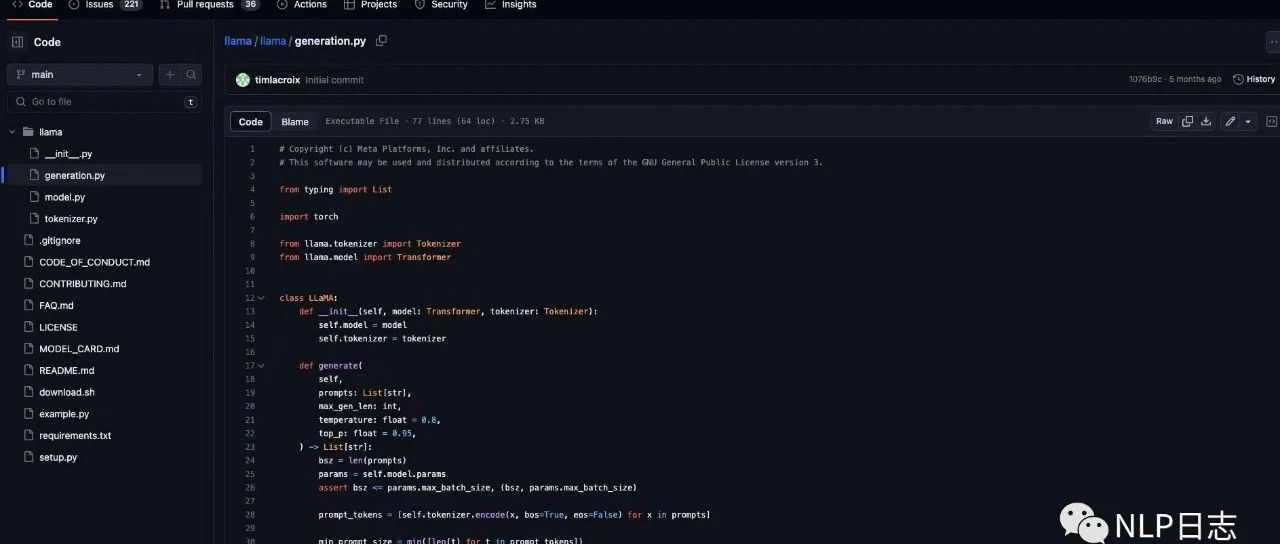 Code Issues 221 Pull requests 36 Actions Projects Security Insights
Code
main
Go to file t
llama
__init__.py
generation.py
model.py
tokenizer.py
.gitignore
CODE_OF_CONDUCT.md
CONTRIBUTING.md
FAQ.md
LICENSE
MODEL_CARD.md
README.md
download.sh
example.py
requirements.txt
setup.py
llama / llama / generation.py
timlacroix Initial commit 1076b9c · 5 months ago History
Code Blame Executable File · 77 lines (64 loc) · 2.75 KB Raw
1 # Copyright (c) Meta Platforms, Inc. and affiliates.
2 # This software may be used and distributed according to the terms of the GNU General Public License version 3.
3
4 from typing import List
5
6 import torch
7
8 from llama.tokenizer import Tokenizer
9 from llama.model import Transformer
10
11
12 class LLaMA:
13 def __init__(self, model: Transformer, tokenizer: Tokenizer):
14 self.model = model
15 self.tokenizer = tokenizer
16
17 def generate(
18 self,
19 prompts: List[str],
20 max_gen_len: int,
21 temperature: float = 0.8,
22 top_p: float = 0.95,
23 ) -> List[str]:
24 bsz = len(prompts)
25 params = self.model.params
26 assert bsz <= params.max_batch_size, (bsz, params.max_batch_size)
27
28 prompt_tokens = [self.tokenizer.encode(x, bos=True, eos=False) for x in prompts]
29
30 min_prompt_size = min([len(t) for t in prompt_tokens])
NLP日志